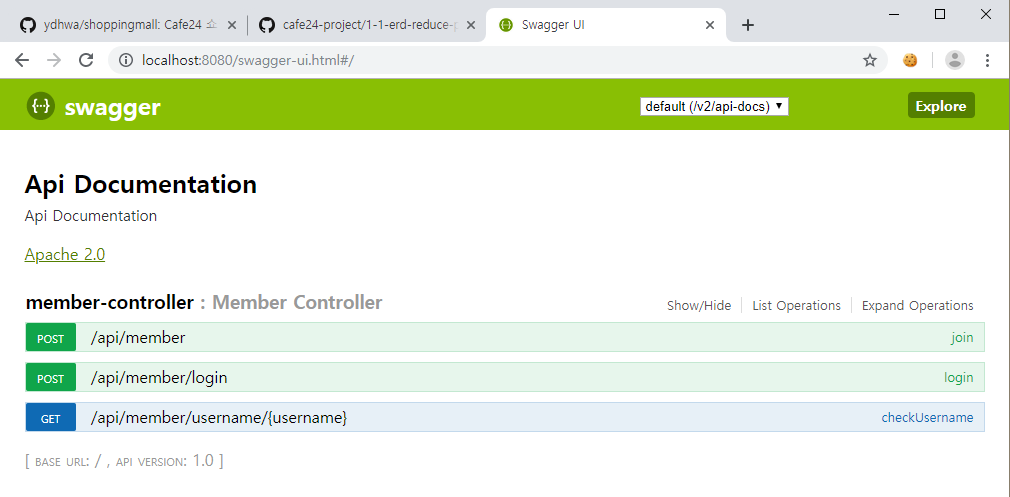 ydhwa/shoppingmall: Cafe24 쇼
cafe24-project/1-1-erd-reduce-p
Swagger UI
localhost:8080/swagger-ui.html#/
swagger
default (/v2/api-docs)
Explore
Api Documentation
Api Documentation
Apache 2.0
member-controller : Member Controller
Show/Hide
List Operations
Expand Operations
POST /api/member join
POST /api/member/login login
GET /api/member/username/{username} checkUsername
[ BASE URL: / , API VERSION: 1.0 ]